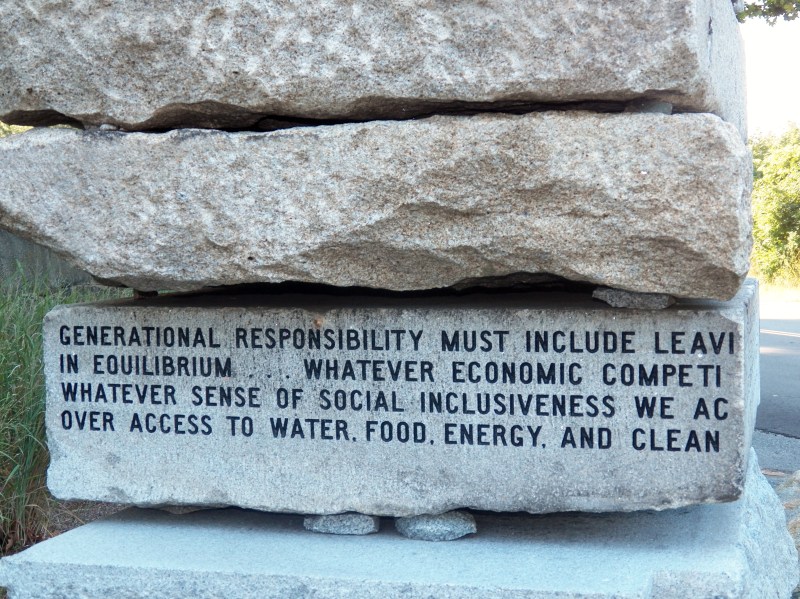 GENERATIONAL RESPONSIBILITY MUST INCLUDE LEAVI
IN EQUILIBRIUM . . . WHATEVER ECONOMIC COMPETI
WHATEVER SENSE OF SOCIAL INCLUSIVENESS WE AC
OVER ACCESS TO WATER, FOOD, ENERGY, AND CLEAN